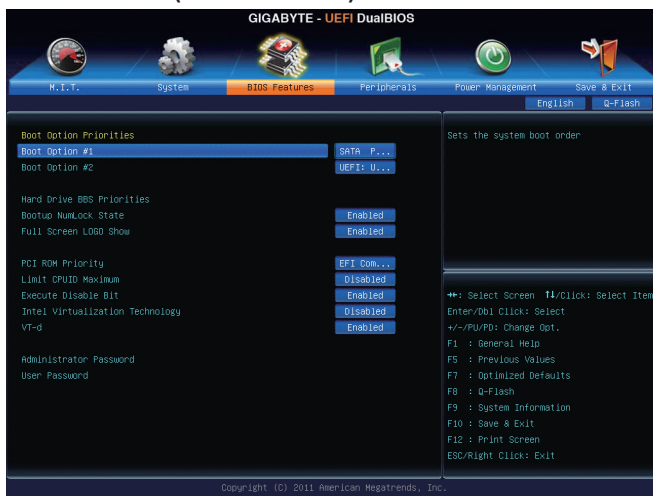 GIGABYTE - UEFI DualBIOS
M.I.T.
System
BIOS Features
Peripherals
Power Management
Save & Exit
English
Q-Flash
Boot Option Priorities
Boot Option #1 SATA P...
Boot Option #2 UEFI: U...
Hard Drive BBS Priorities
Bootup NumLock State Enabled
Full Screen LOGO Show Enabled
PCI ROM Priority EFI Com...
Limit CPUID Maximum Disabled
Execute Disable Bit Enabled
Intel Virtualization Technology Disabled
VT-d Enabled
Administrator Password
User Password
Sets the system boot order
→←: Select Screen ↑↓/Click: Select Item
Enter/Dbl Click: Select
+/-/PU/PD: Change Opt.
F1 : General Help
F5 : Previous Values
F7 : Optimized Defaults
F8 : Q-Flash
F9 : System Information
F10 : Save & Exit
F12 : Print Screen
ESC/Right Click: Exit
Copyright (C) 2011 American Megatrends, Inc.